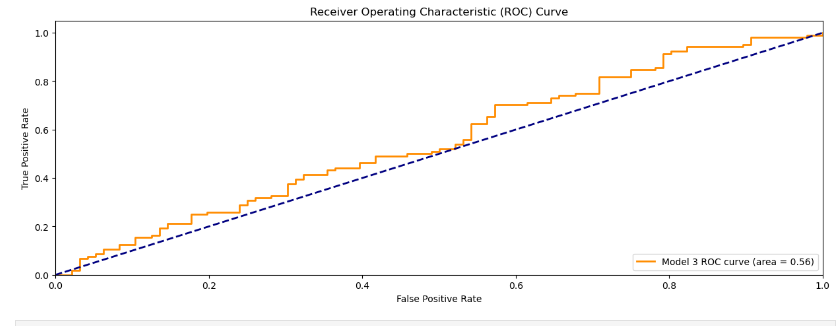 Receiver Operating Characteristic (ROC) Curve
1.0
0.8
0.6
0.4
0.2
0.0
True Positive Rate
Model 3 ROC curve (area = 0.56)
0.0 0.2 0.4 0.6 0.8 1.0
False Positive Rate